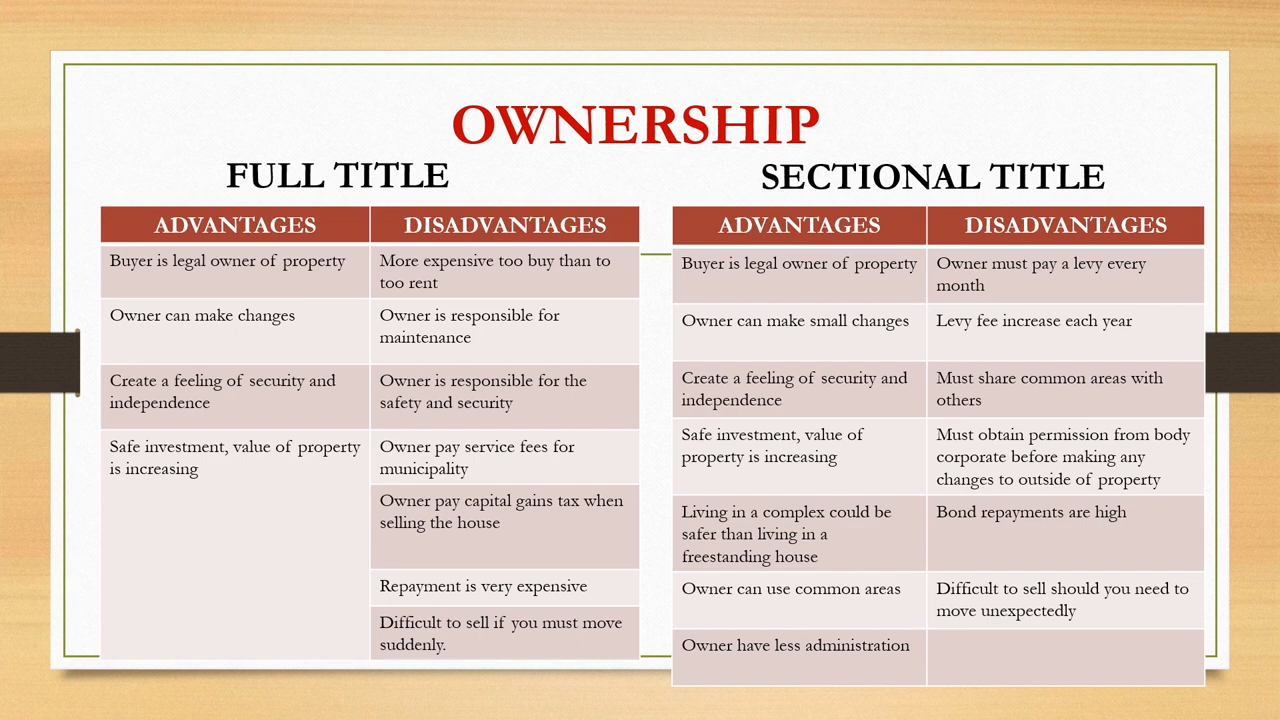 OWNERSHIP
FULL TITLE
ADVANTAGES
DISADVANTAGES
Buyer is legal owner of property
More expensive too buy than to
too rent
Owner can make changes
Owner is responsible for
maintenance
Create a feeling of security and
independence
Owner is responsible for the
safety and security
Safe investment, value of property
is increasing
Owner pay service fees for
municipality
Owner pay capital gains tax when
selling the house
Repayment is very expensive
Difficult to sell if you must move
suddenly.
SECTIONAL TITLE
ADVANTAGES
DISADVANTAGES
Buyer is legal owner of property
Owner must pay a levy every
month
Owner can make small changes
Levy fee increase each year
Create a feeling of security and
independence
Must share common areas with
others
Safe investment, value of
property is increasing
Must obtain permission from body
corporate before making any
changes to outside of property
Living in a complex could be
safer than living in a
freestanding house
Bond repayments are high
Owner can use common areas
Difficult to sell should you need to
move unexpectedly
Owner have less administration